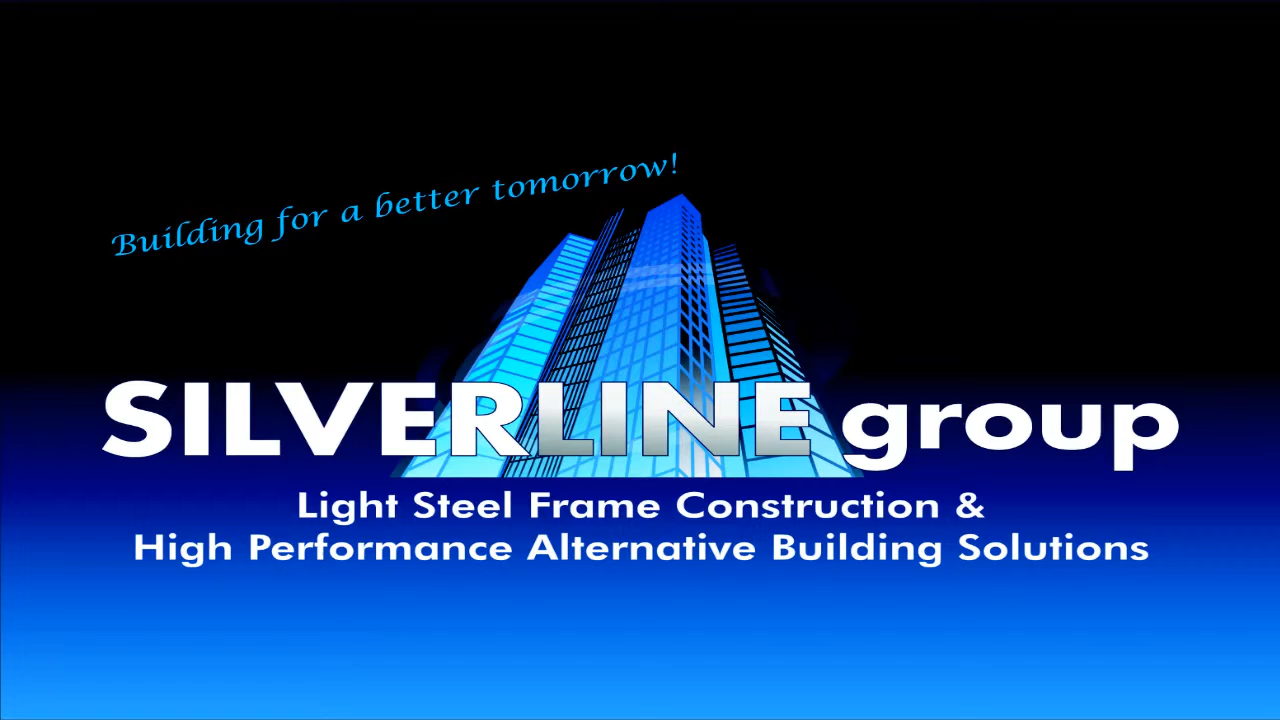 Building for a better tomorrow!
SILVERLINE group
Light Steel Frame Construction &
High Performance Alternative Building Solutions